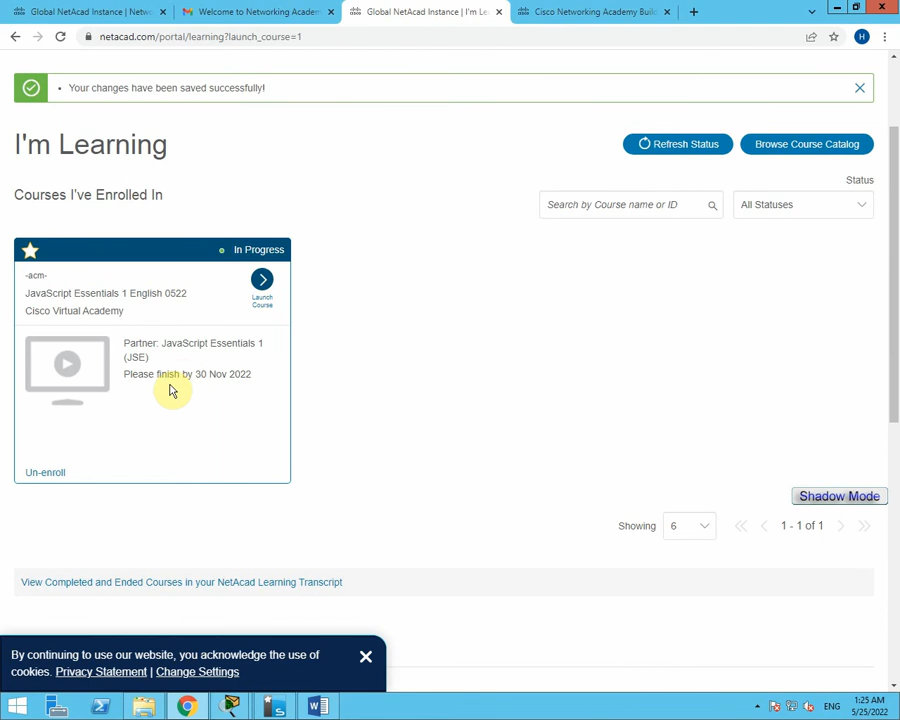 Global NetAcad Instance | Netwo
Welcome to Networking Academ
Global NetAcad Instance | I'm Le
Cisco Networking Academy Build
netacad.com/portal/learning?launch_course=1
H
Your changes have been saved successfully!
I'm Learning
Refresh Status
Browse Course Catalog
Status
Courses I've Enrolled In
Search by Course name or ID
All Statuses
In Progress
-acm-
JavaScript Essentials 1 English 0522
Cisco Virtual Academy
Launch
Course
Partner: JavaScript Essentials 1
(JSE)
Please finish by 30 Nov 2022
Un-enroll
Shadow Mode
Showing
6
1 - 1 of 1
View Completed and Ended Courses in your NetAcad Learning Transcript
By continuing to use our website, you acknowledge the use of
cookies. Privacy Statement | Change Settings
ENG
1:25 AM
5/25/2022